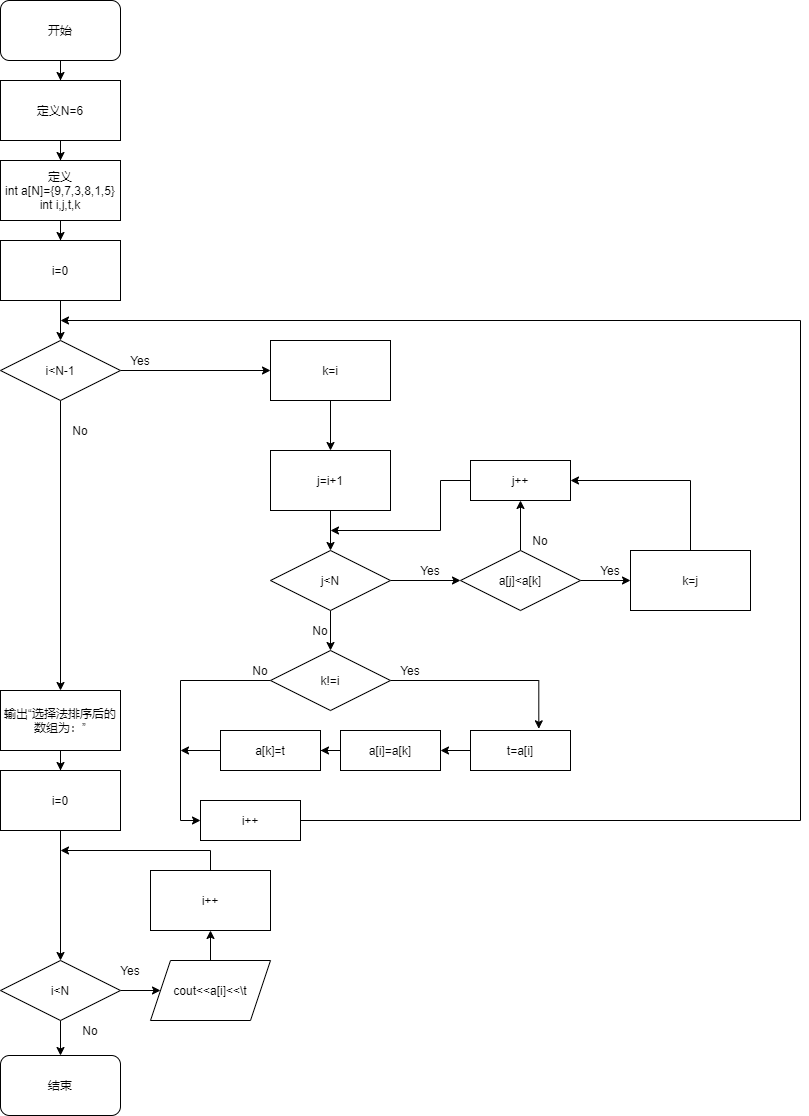 开始
定义N=6
定义
int a[N]={9,7,3,8,1,5}
int i,j,t,k
i=0
i<N-1
Yes
k=i
No
j=i+1
j++
No
j<N
Yes
a[j]<a[k]
Yes
k=j
No
No
k!=i
Yes
输出“选择法排序后的
数组为：”
a[k]=t
a[i]=a[k]
t=a[i]
i=0
i++
i++
Yes
i<N
cout<<a[i]<<\t
No
结束